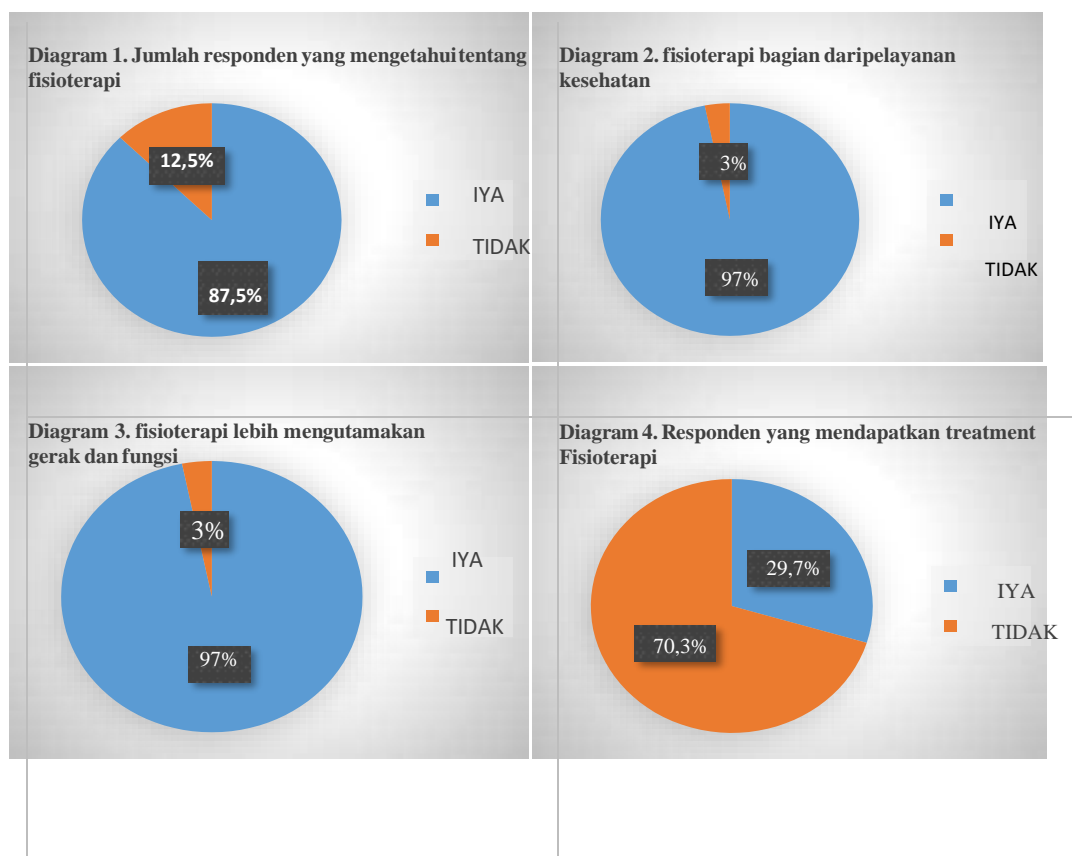 Diagram 1. Jumlah responden yang mengetahui tentang
fisioterapi
12,5%
87,5%
IYA
TIDAK
Diagram 2. fisioterapi bagian daripelayanan
kesehatan
3%
97%
IYA
TIDAK
Diagram 3. fisioterapi lebih mengutamakan
gerak dan fungsi
3%
97%
IYA
TIDAK
Diagram 4. Responden yang mendapatkan treatment
Fisioterapi
29,7%
70,3%
IYA
TIDAK